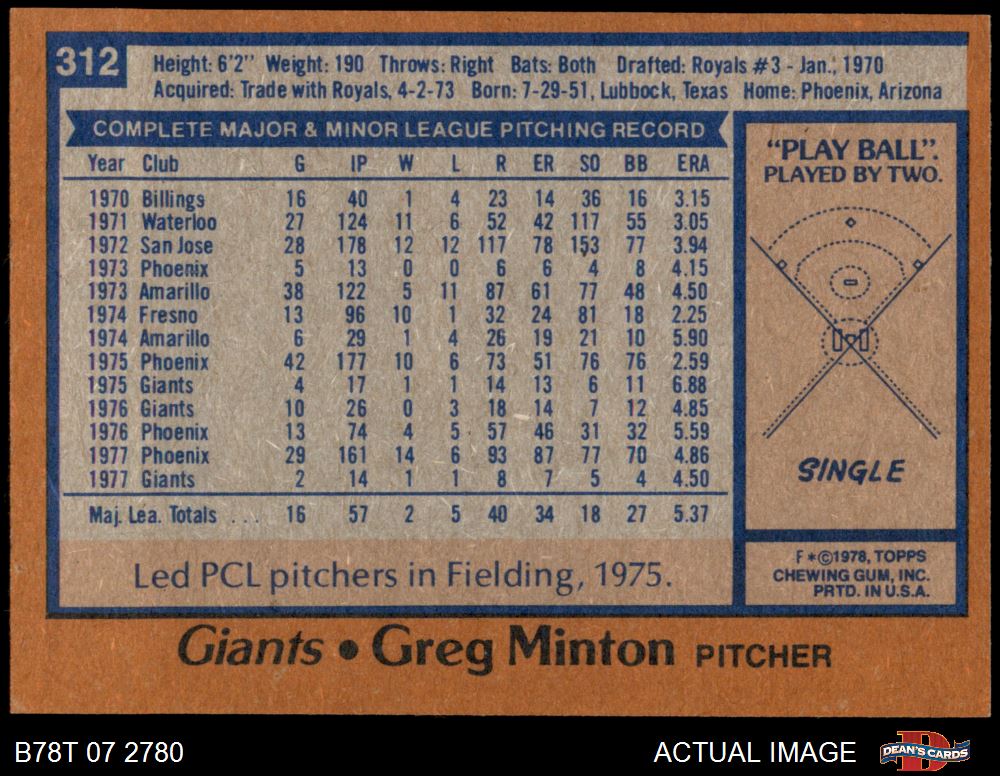 312
Height: 6'2" Weight: 190 Throws: Right Bats: Both Drafted: Royals #3 - Jan., 1970
Acquired: Trade with Royals, 4-2-73 Born: 7-29-51, Lubbock, Texas Home: Phoenix, Arizona
COMPLETE MAJOR & MINOR LEAGUE PITCHING RECORD
Year Club G IP W L R ER SO BB ERA
1970 Billings 16 40 1 4 23 14 36 16 3.15
1971 Waterloo 27 124 11 6 52 42 117 55 3.05
1972 San Jose 28 178 12 12 117 78 153 77 3.94
1973 Phoenix 5 13 0 0 6 6 4 8 4.15
1973 Amarillo 38 122 5 11 87 61 77 48 4.50
1974 Fresno 13 96 10 1 32 24 81 18 2.25
1974 Amarillo 6 29 1 4 26 19 21 10 5.90
1975 Phoenix 42 177 10 6 73 51 76 76 2.59
1975 Giants 4 17 1 1 14 13 6 11 6.88
1976 Giants 10 26 0 3 18 14 7 12 4.85
1976 Phoenix 13 74 4 5 57 46 31 32 5.59
1977 Phoenix 29 161 14 6 93 87 77 70 4.86
1977 Giants 2 14 1 1 8 7 5 4 4.50
Maj. Lea. Totals . . . 16 57 2 5 40 34 18 27 5.37
Led PCL pitchers in Fielding, 1975.
"PLAY BALL".
PLAYED BY TWO.
SINGLE
F*©1978, TOPPS
CHEWING GUM, INC.
PRTD. IN U.S.A.
Giants • Greg Minton PITCHER
B78T 07 2780
ACTUAL IMAGE
DEAN'S CARDS